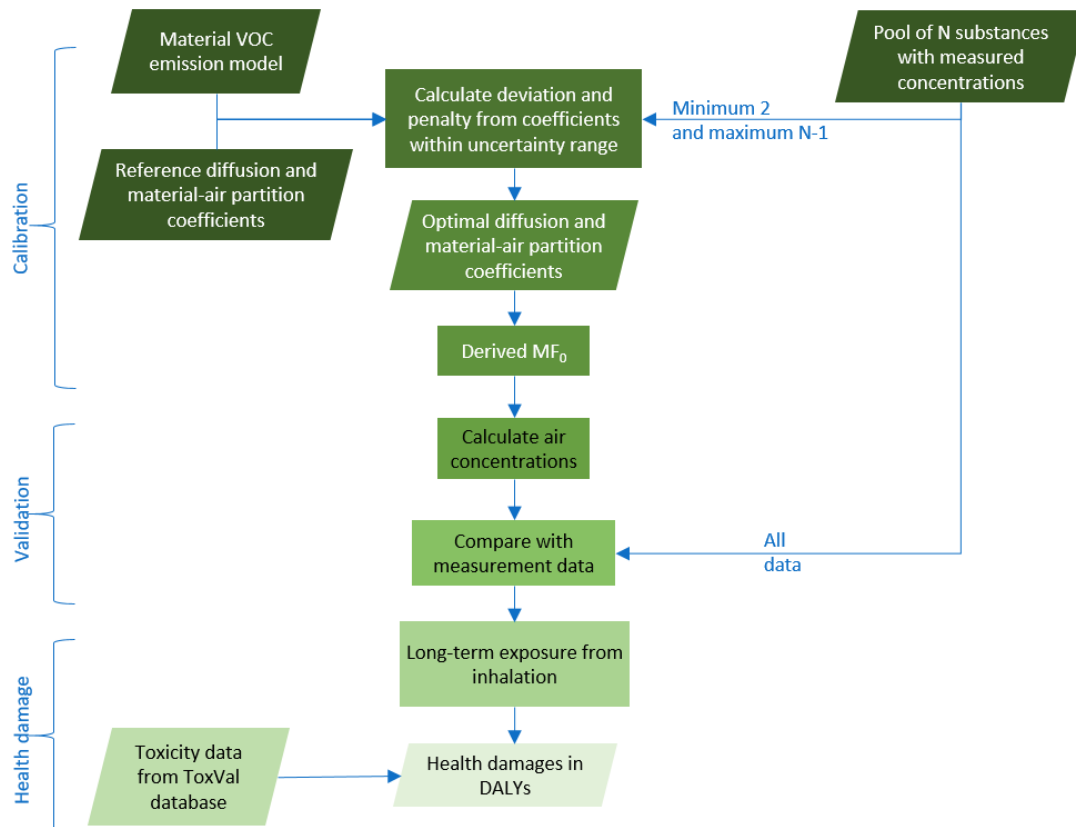 Material VOC
emission model
Pool of N substances
with measured
concentrations
Calculate deviation and
penalty from coefficients
within uncertainty range
Minimum 2
and maximum N-1
Reference diffusion and
material-air partition
coefficients
Optimal diffusion and
material-air partition
coefficients
Calibration
Derived MF₀
Calculate air
concentrations
Validation
Compare with
measurement data
All
data
Long-term exposure from
inhalation
Health damage
Toxicity data
from ToxVal
database
Health damages in
DALYs